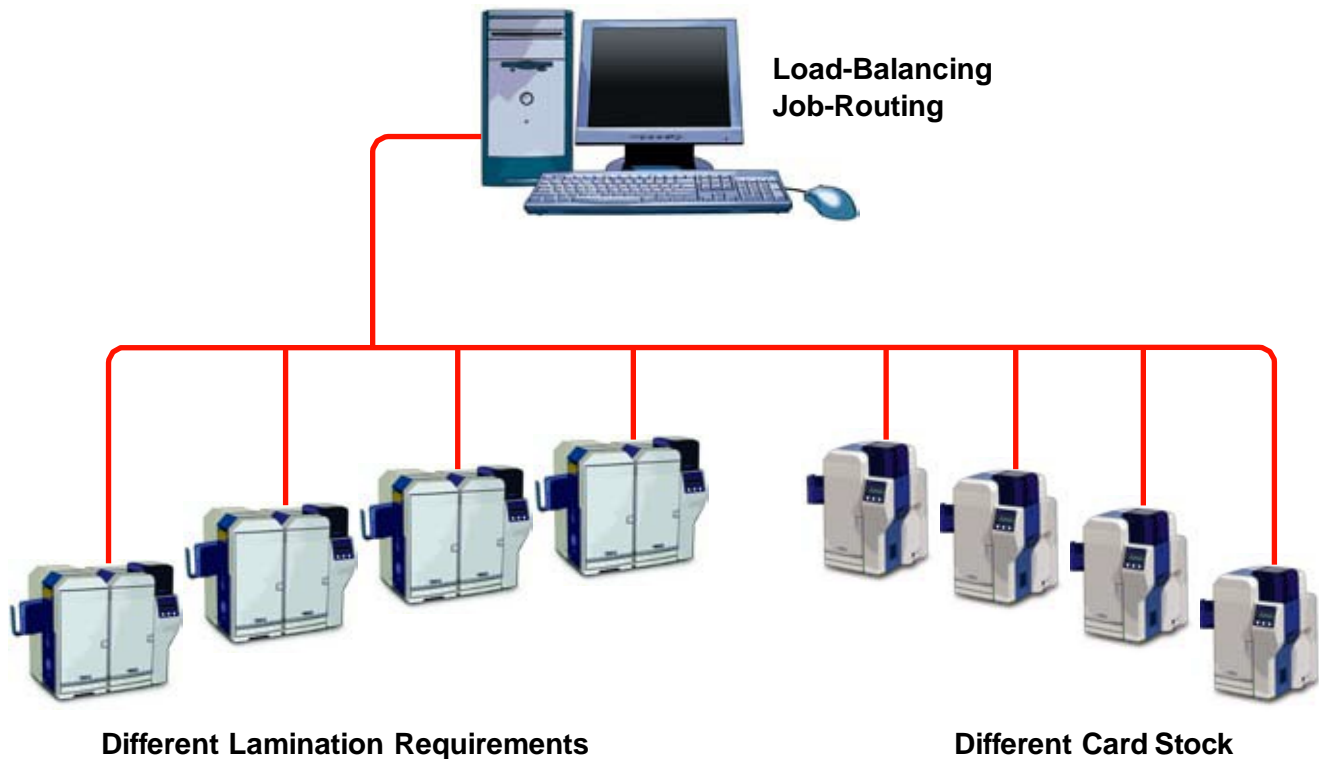 Load-Balancing
Job-Routing
Different Lamination Requirements
Different Card Stock